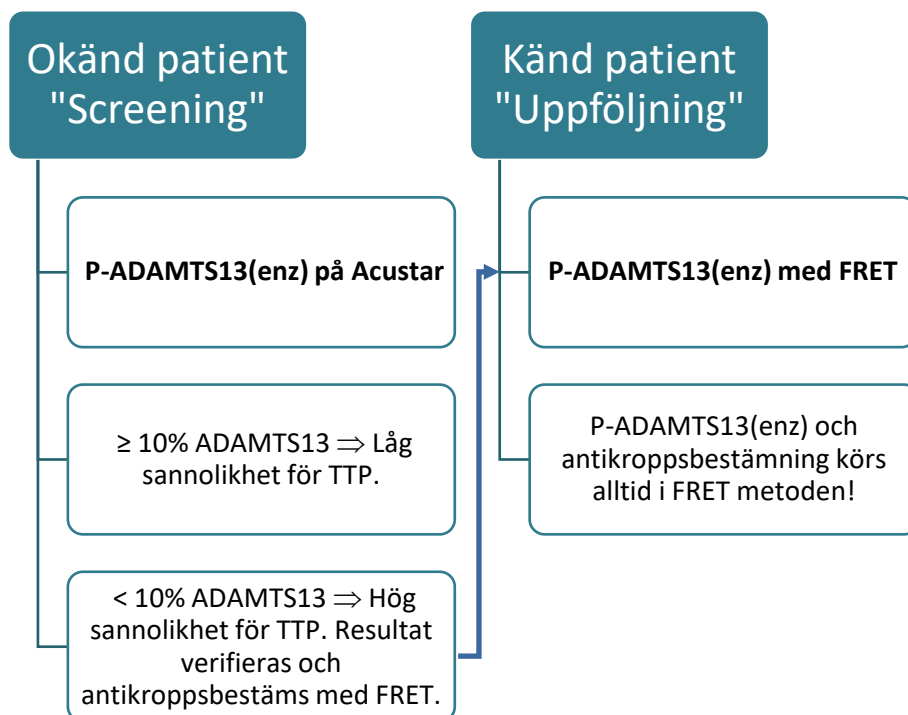 Okänd patient
"Screening"
P-ADAMTS13(enz) på Acustar
≥ 10% ADAMTS13 ⇒ Låg
sannolikhet för TTP.
< 10% ADAMTS13 ⇒ Hög
sannolikhet för TTP. Resultat
verifieras och
antikroppsbestäms med FRET.
Känd patient
"Uppföljning"
P-ADAMTS13(enz) med FRET
P-ADAMTS13(enz) och
antikroppsbestämning körs
alltid i FRET metoden!